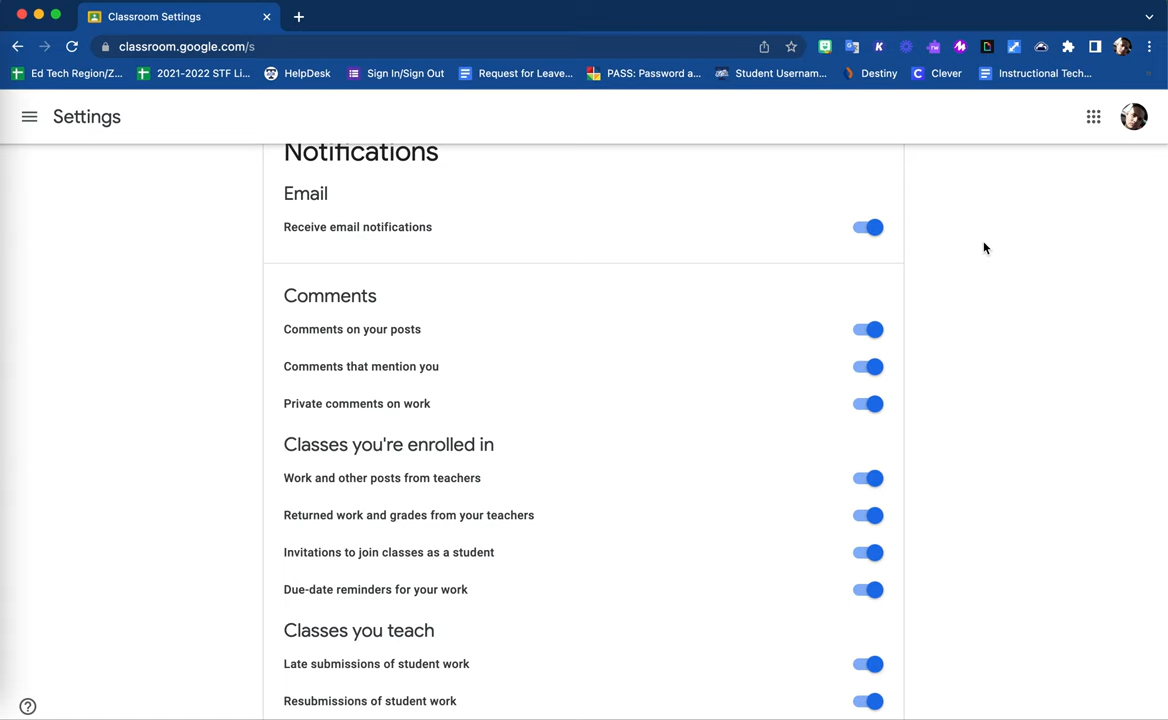 Classroom Settings
classroom.google.com/s
Ed Tech Region/Z...
2021-2022 STF Li...
HelpDesk
Sign In/Sign Out
Request for Leave...
PASS: Password a...
Student Usernam...
Destiny
Clever
Instructional Tech...
Settings
Notifications
Email
Receive email notifications
Comments
Comments on your posts
Comments that mention you
Private comments on work
Classes you're enrolled in
Work and other posts from teachers
Returned work and grades from your teachers
Invitations to join classes as a student
Due-date reminders for your work
Classes you teach
Late submissions of student work
Resubmissions of student work